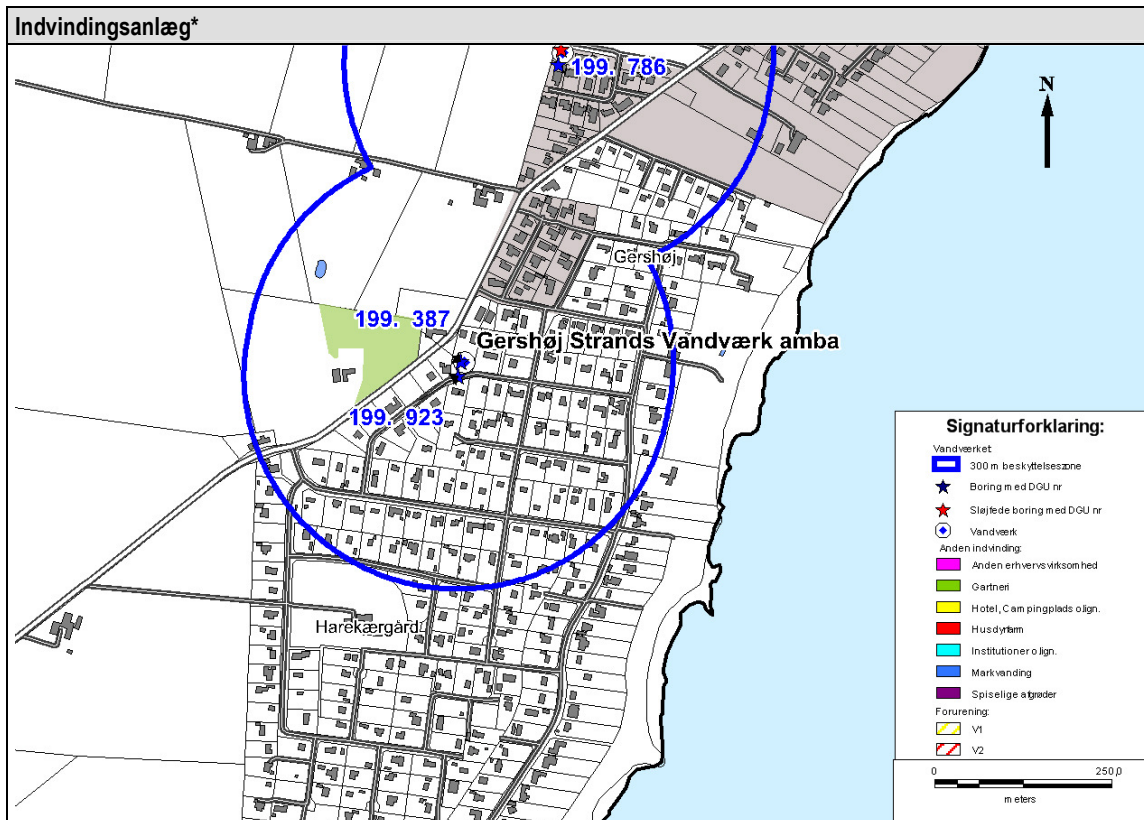 Indvindingsanlæg*
199. 786
N
Gershøj
199. 387
Gershøj Strands Vandværk amba
199. 923
Harekærgård
Signaturforklaring:
Vandværket
300 m beskyttelseszone
Boring med DGU nr
Sløjfede boring med DGU nr
Vandværk
Anden indvinding:
Anden erhvervsvirksomhed
Gartneri
Hotel, Campingplads olign.
Husdyrfarm
Institutioner olign.
Markvanding
Spiselige afgrøder
Forurening:
V1
V2
0 250,0
meters